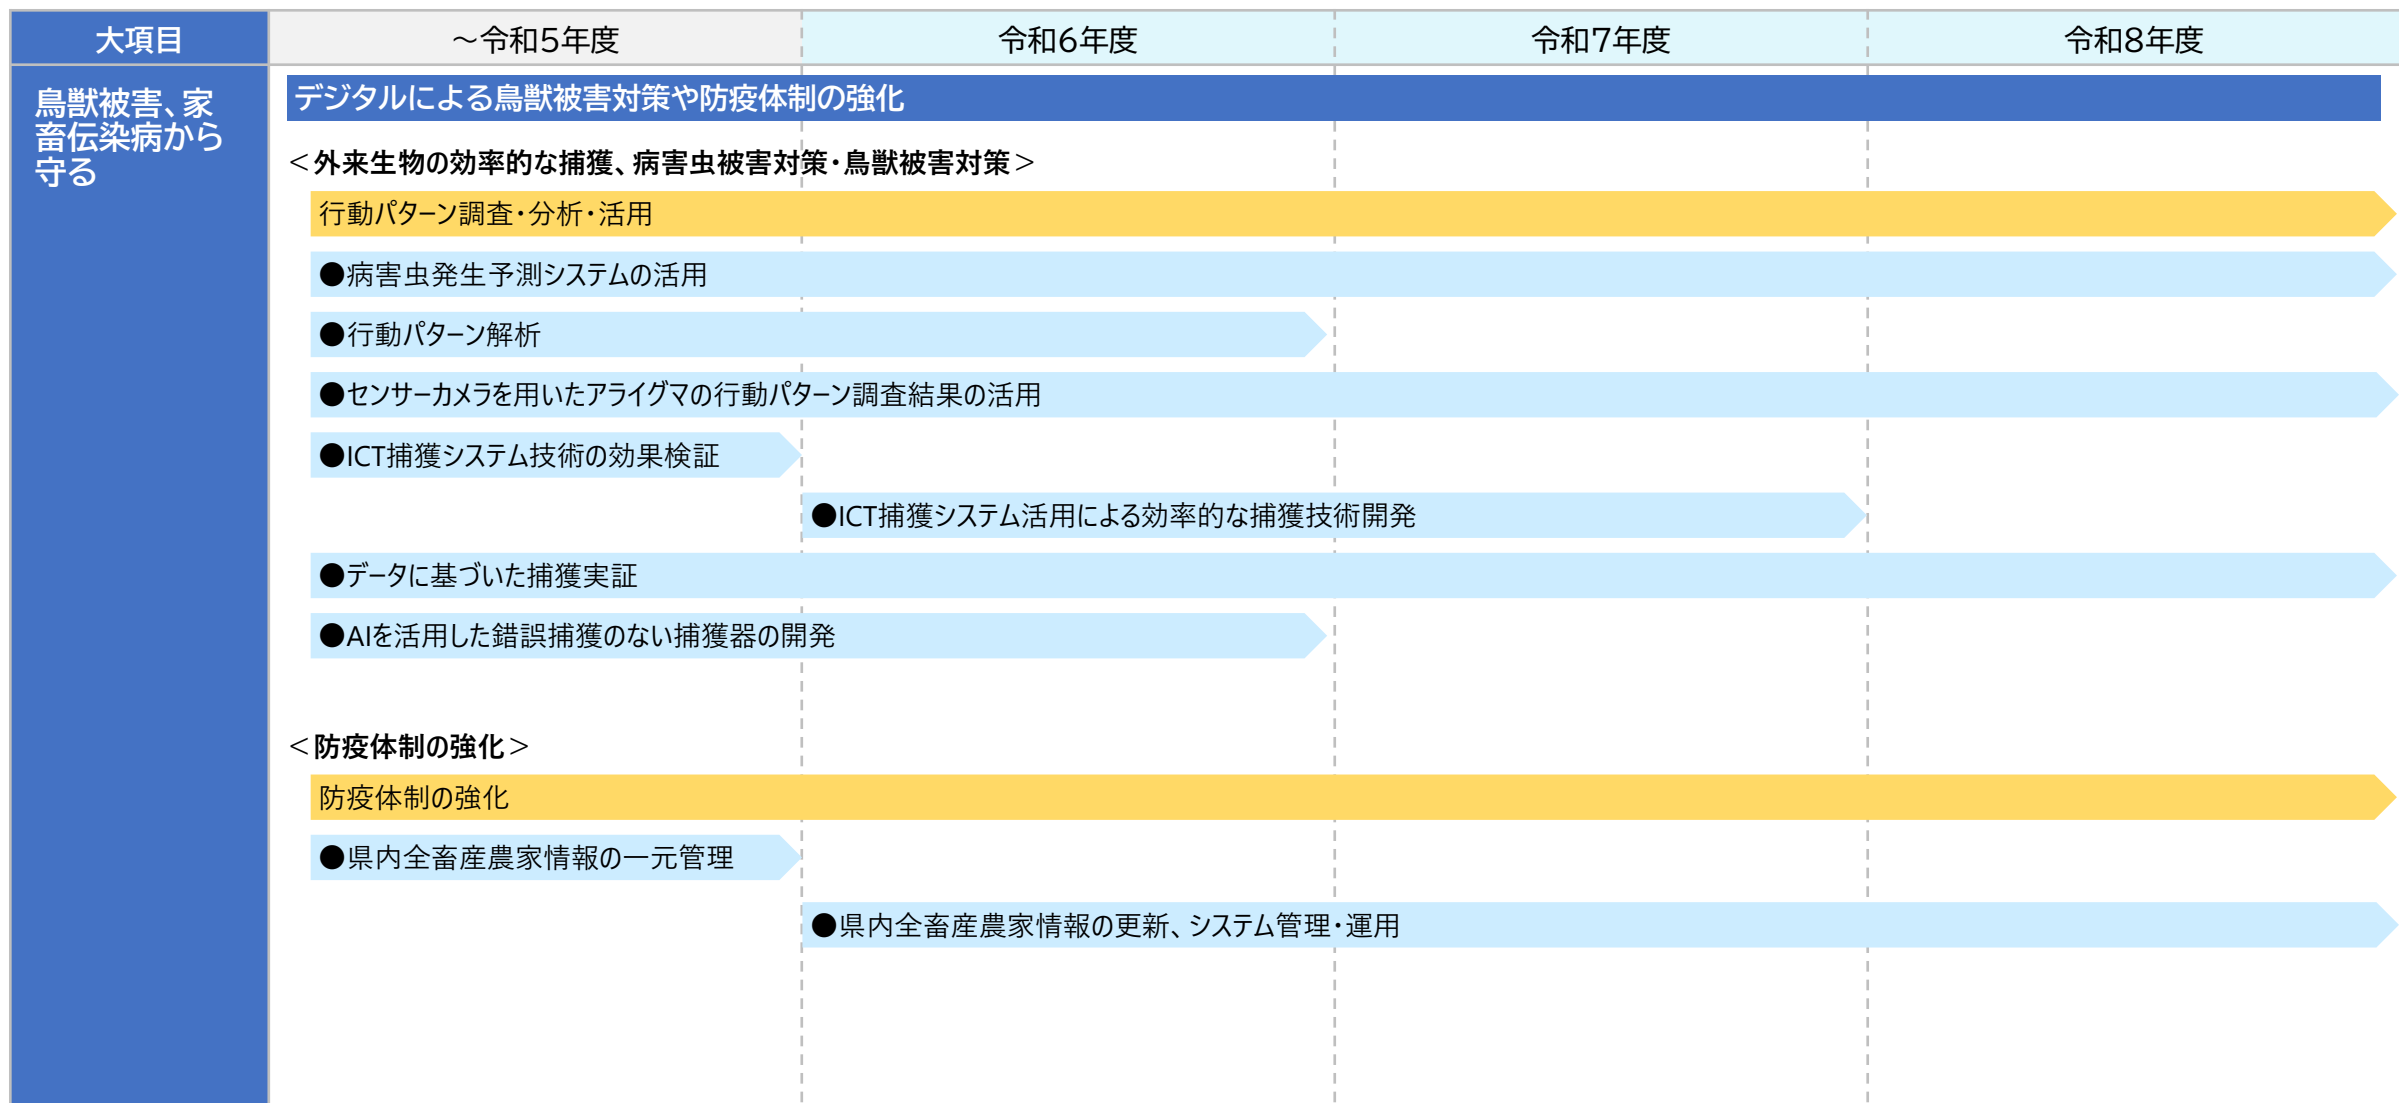 大項目
～令和5年度
令和6年度
令和7年度
令和8年度
鳥獣被害、家
畜伝染病から
守る
デジタルによる鳥獣被害対策や防疫体制の強化
＜外来生物の効率的な捕獲、病害虫被害対策・鳥獣被害対策＞
行動パターン調査・分析・活用
●病害虫発生予測システムの活用
●行動パターン解析
●センサーカメラを用いたアライグマの行動パターン調査結果の活用
●ICT捕獲システム技術の効果検証
●ICT捕獲システム活用による効率的な捕獲技術開発
●データに基づいた捕獲実証
●AIを活用した錯誤捕獲のない捕獲器の開発
＜防疫体制の強化＞
防疫体制の強化
●県内全畜産農家情報の一元管理
●県内全畜産農家情報の更新、システム管理・運用